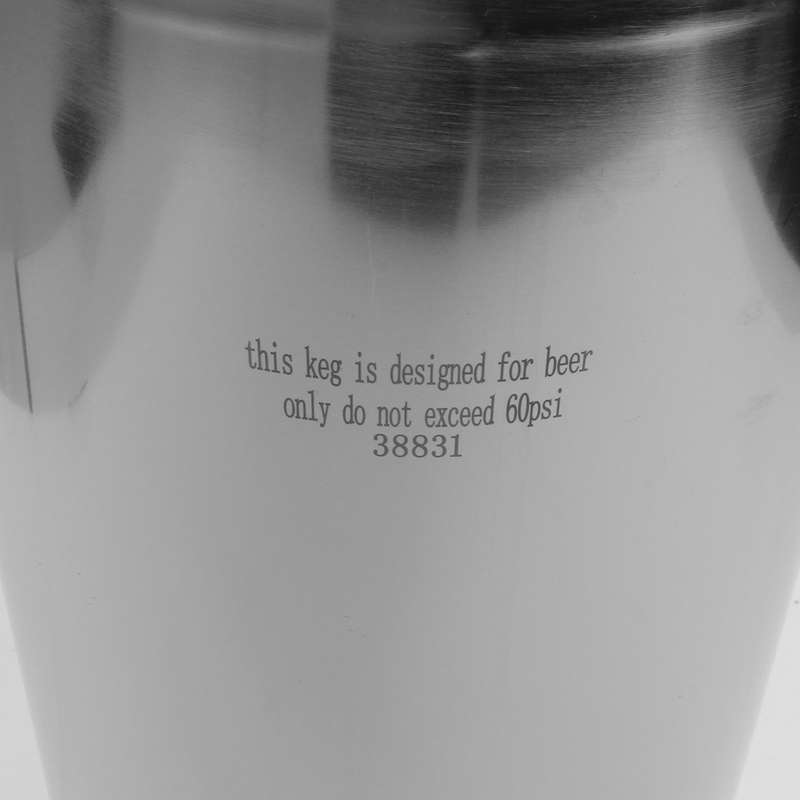 this keg is designed for beer
only do not exceed 60psi
38831